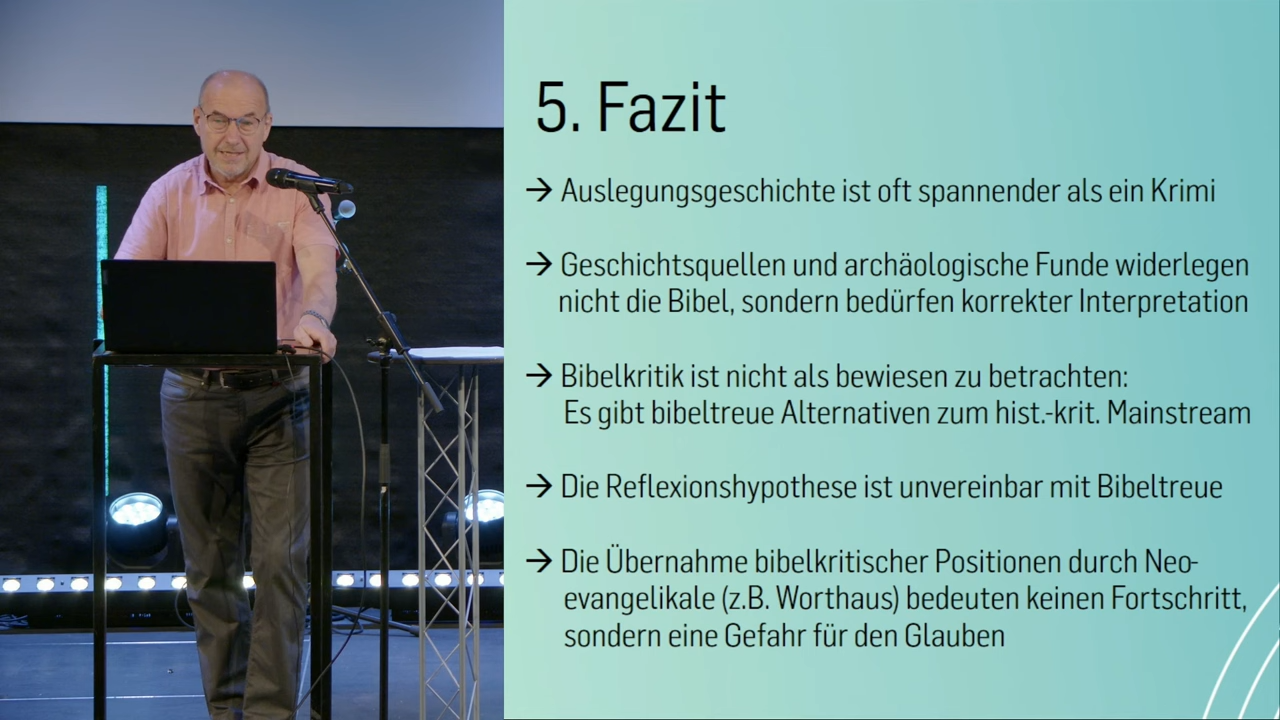 5. Fazit
→ Auslegungsgeschichte ist oft spannender als ein Krimi
→ Geschichtsquellen und archäologische Funde widerlegen
nicht die Bibel, sondern bedürfen korrekter Interpretation
→ Bibelkritik ist nicht als bewiesen zu betrachten:
Es gibt bibeltreue Alternativen zum hist.-krit. Mainstream
→ Die Reflexionshypothese ist unvereinbar mit Bibeltreue
→ Die Übernahme bibelkritischer Positionen durch Neo-
evangelikale (z.B. Worthaus) bedeuten keinen Fortschritt,
sondern eine Gefahr für den Glauben